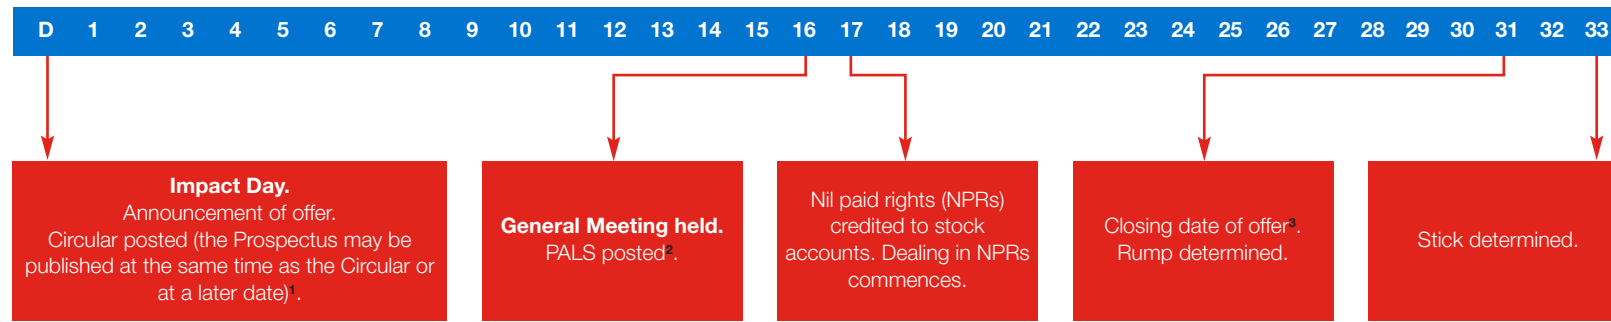 D 1 2 3 4 5 6 7 8 9 10 11 12 13 14 15 16 17 18 19 20 21 22 23 24 25 26 27 28 29 30 31 32 33
Impact Day.
Announcement of offer.
Circular posted (the Prospectus may be
published at the same time as the Circular or
at a later date)¹.
General Meeting held.
PALS posted².
Nil paid rights (NPRs)
credited to stock
accounts. Dealing in NPRs
commences.
Closing date of offer³.
Rump determined.
Stick determined.